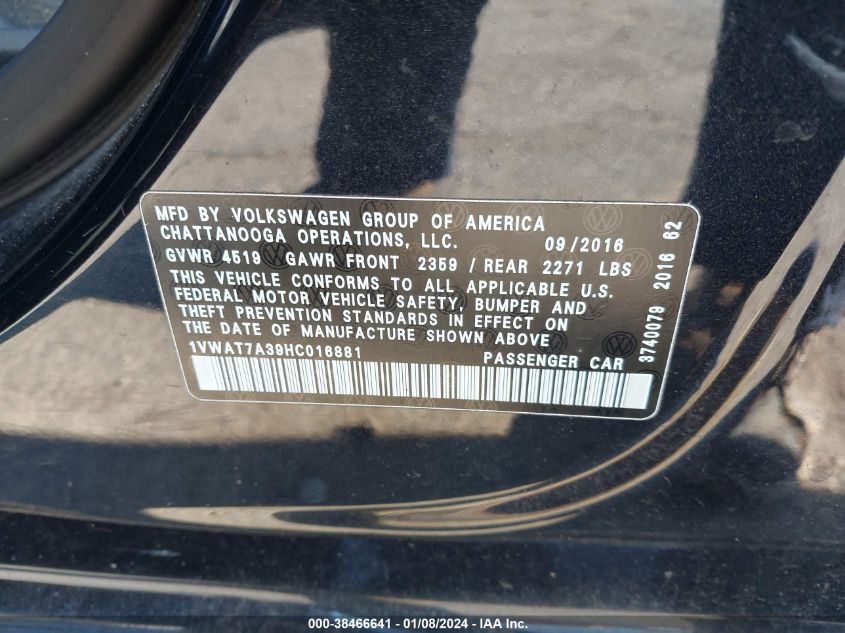 MFD BY VOLKSWAGEN GROUP OF AMERICA
CHATTANOOGA OPERATIONS, LLC. 09/2016
GVWR 4519 GAWR FRONT 2359 / REAR 2271 LBS
THIS VEHICLE CONFORMS TO ALL APPLICABLE U.S.
FEDERAL MOTOR VEHICLE SAFETY, BUMPER AND
THEFT PREVENTION STANDARDS IN EFFECT ON
THE DATE OF MANUFACTURE SHOWN ABOVE
1VWAT7A39HC016881 PASSENGER CAR
3740079 2016 62
000-38466641 - 01/08/2024 - IAA Inc.